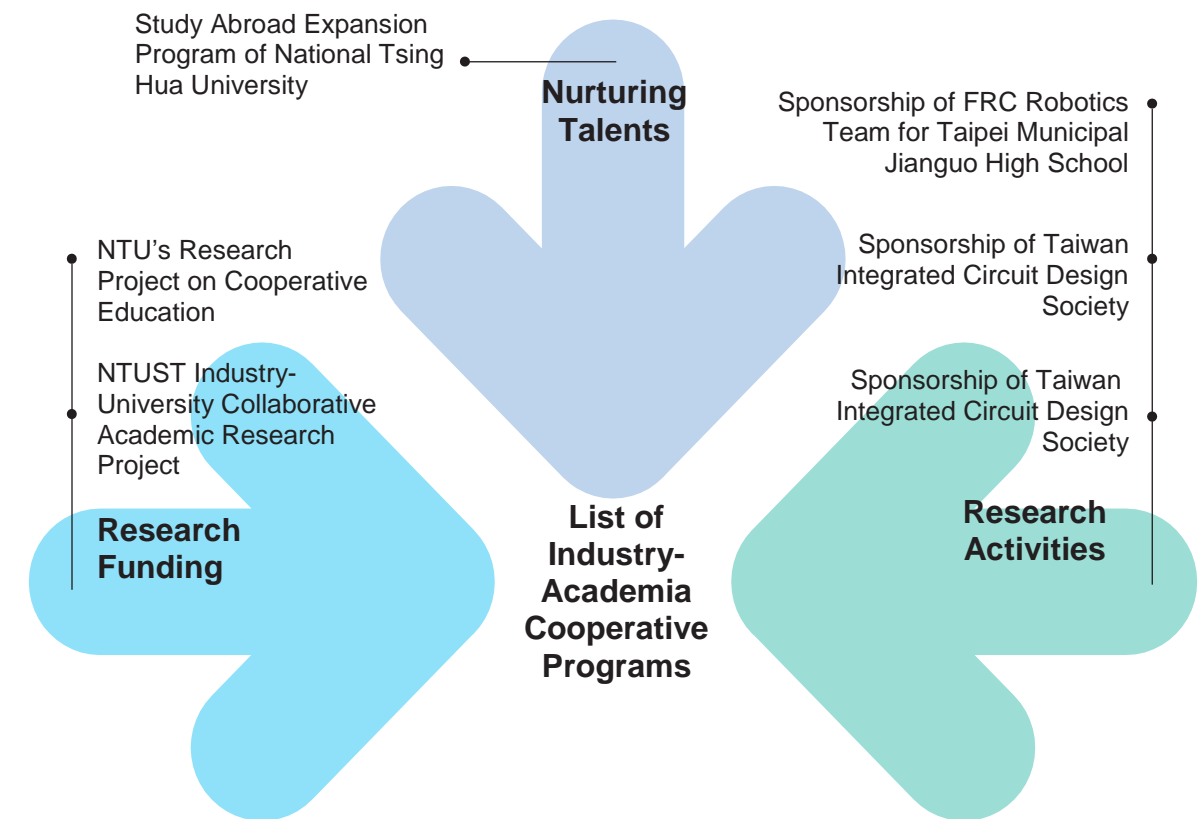 Study Abroad Expansion
Program of National Tsing
Hua University
Nurturing
Talents
Sponsorship of FRC Robotics
Team for Taipei Municipal
Jianguo High School
NTU’s Research
Project on Cooperative
Education
Sponsorship of Taiwan
Integrated Circuit Design
Society
NTUST Industry-
University Collaborative
Academic Research
Project
Sponsorship of Taiwan
Integrated Circuit Design
Society
Research
Funding
List of
Industry-
Academia
Cooperative
Programs
Research
Activities